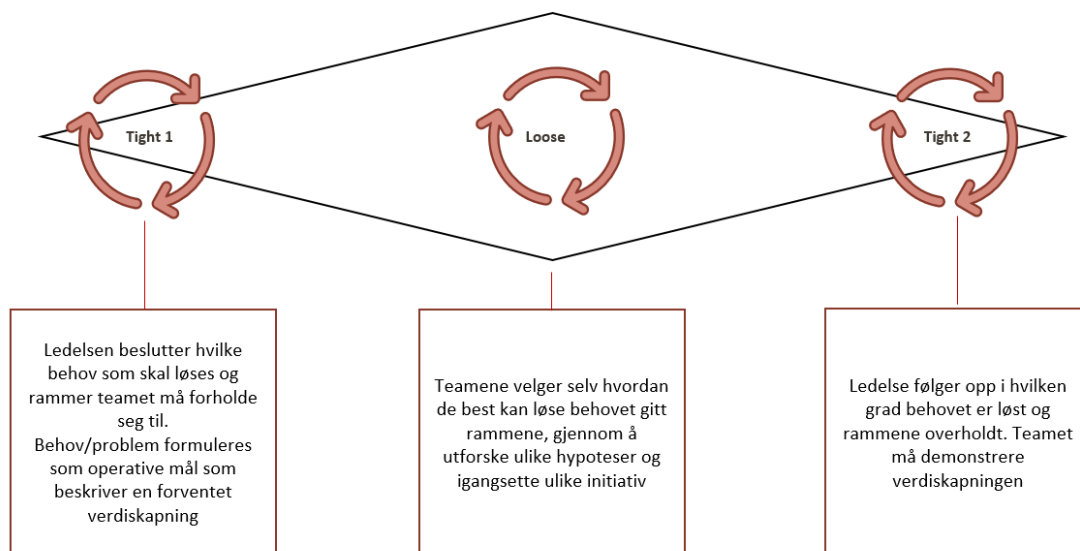 Tight 1
Loose
Tight 2
Ledelsen beslutter hvilke
behov som skal løses og
rammer teamet må forholde
seg til.
Behov/problem formuleres
som operative mål som
beskriver en forventet
verdiskapning
Teamene velger selv hvordan
de best kan løse behovet gitt
rammene, gjennom å
utforske ulike hypoteser og
igangsette ulike initiativ
Ledelse følger opp i hvilken
grad behovet er løst og
rammene overholdt. Teamet
må demonstrere
verdiskapningen